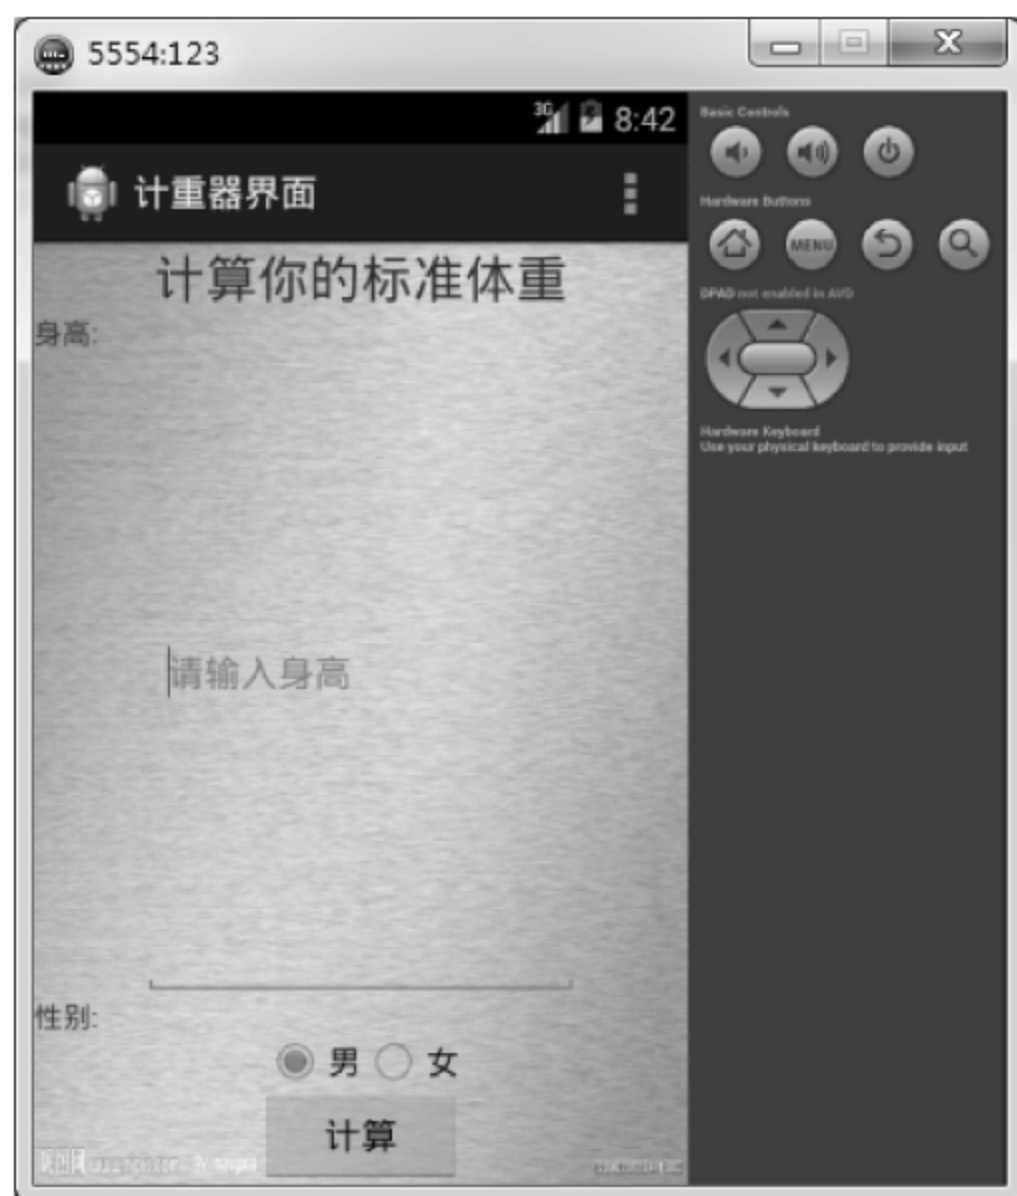 5554:123
3G 8:42
计重器界面
计算你的标准体重
身高:
请输入身高
性别:
男 女
计算
Basic Controls
Hardware Buttons
MENU
DPAD not enabled in AVD
Hardware Keyboard
Use your physical keyboard to provide input